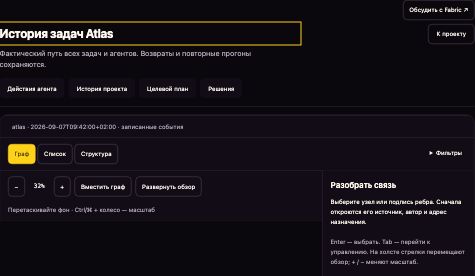 Обсудить с Fabric ↗
История задач Atlas
К проекту
Фактический путь всех задач и агентов. Возвраты и повторные прогоны
сохраняются.
Действия агента История проекта Целевой план Решения
atlas · 2026-09-07T09:42:00+02:00 · записанные события
Граф Список Структура ▸ Фильтры
− 32% + Вместить граф Развернуть обзор
Перетаскивайте фон · Ctrl/⌘ + колесо — масштаб
Разобрать связь
Выберите узел или подпись ребра. Сначала
откроются его источник, автор и адрес
назначения.
Enter — выбрать. Tab — перейти к
управлению. На холсте стрелки перемещают
обзор; + / − меняют масштаб.